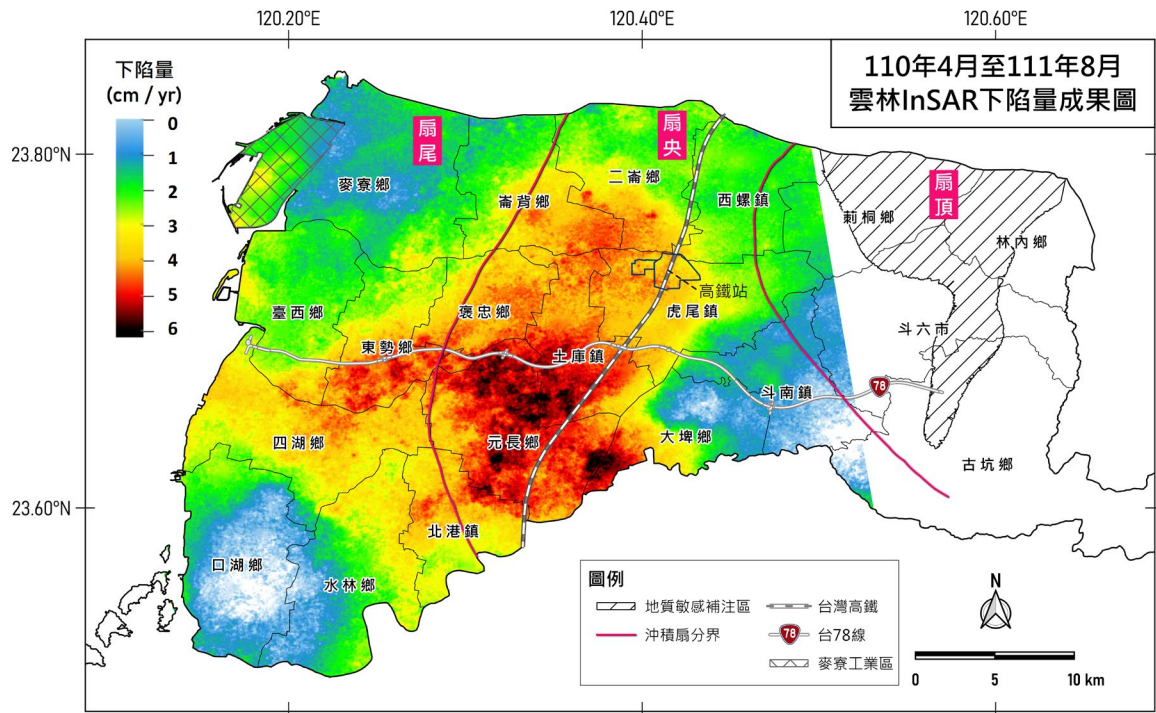 120.20°E
120.40°E
120.60°E
110年4月至111年8月
雲林InSAR下陷量成果圖
下陷量
(cm / yr)
0
1
2
3
4
5
6
23.80°N
23.60°N
扇尾
扇央
扇頂
麥寮鄉
崙背鄉
二崙鄉
西螺鎮
莿桐鄉
林內鄉
高鐵站
臺西鄉
褒忠鄉
虎尾鎮
斗六市
東勢鄉
土庫鎮
78
斗南鎮
四湖鄉
元長鄉
大埤鄉
古坑鄉
北港鎮
口湖鄉
水林鄉
圖例
地質敏感補注區
台灣高鐵
沖積扇分界
78
台78線
麥寮工業區
N
0
5
10 km